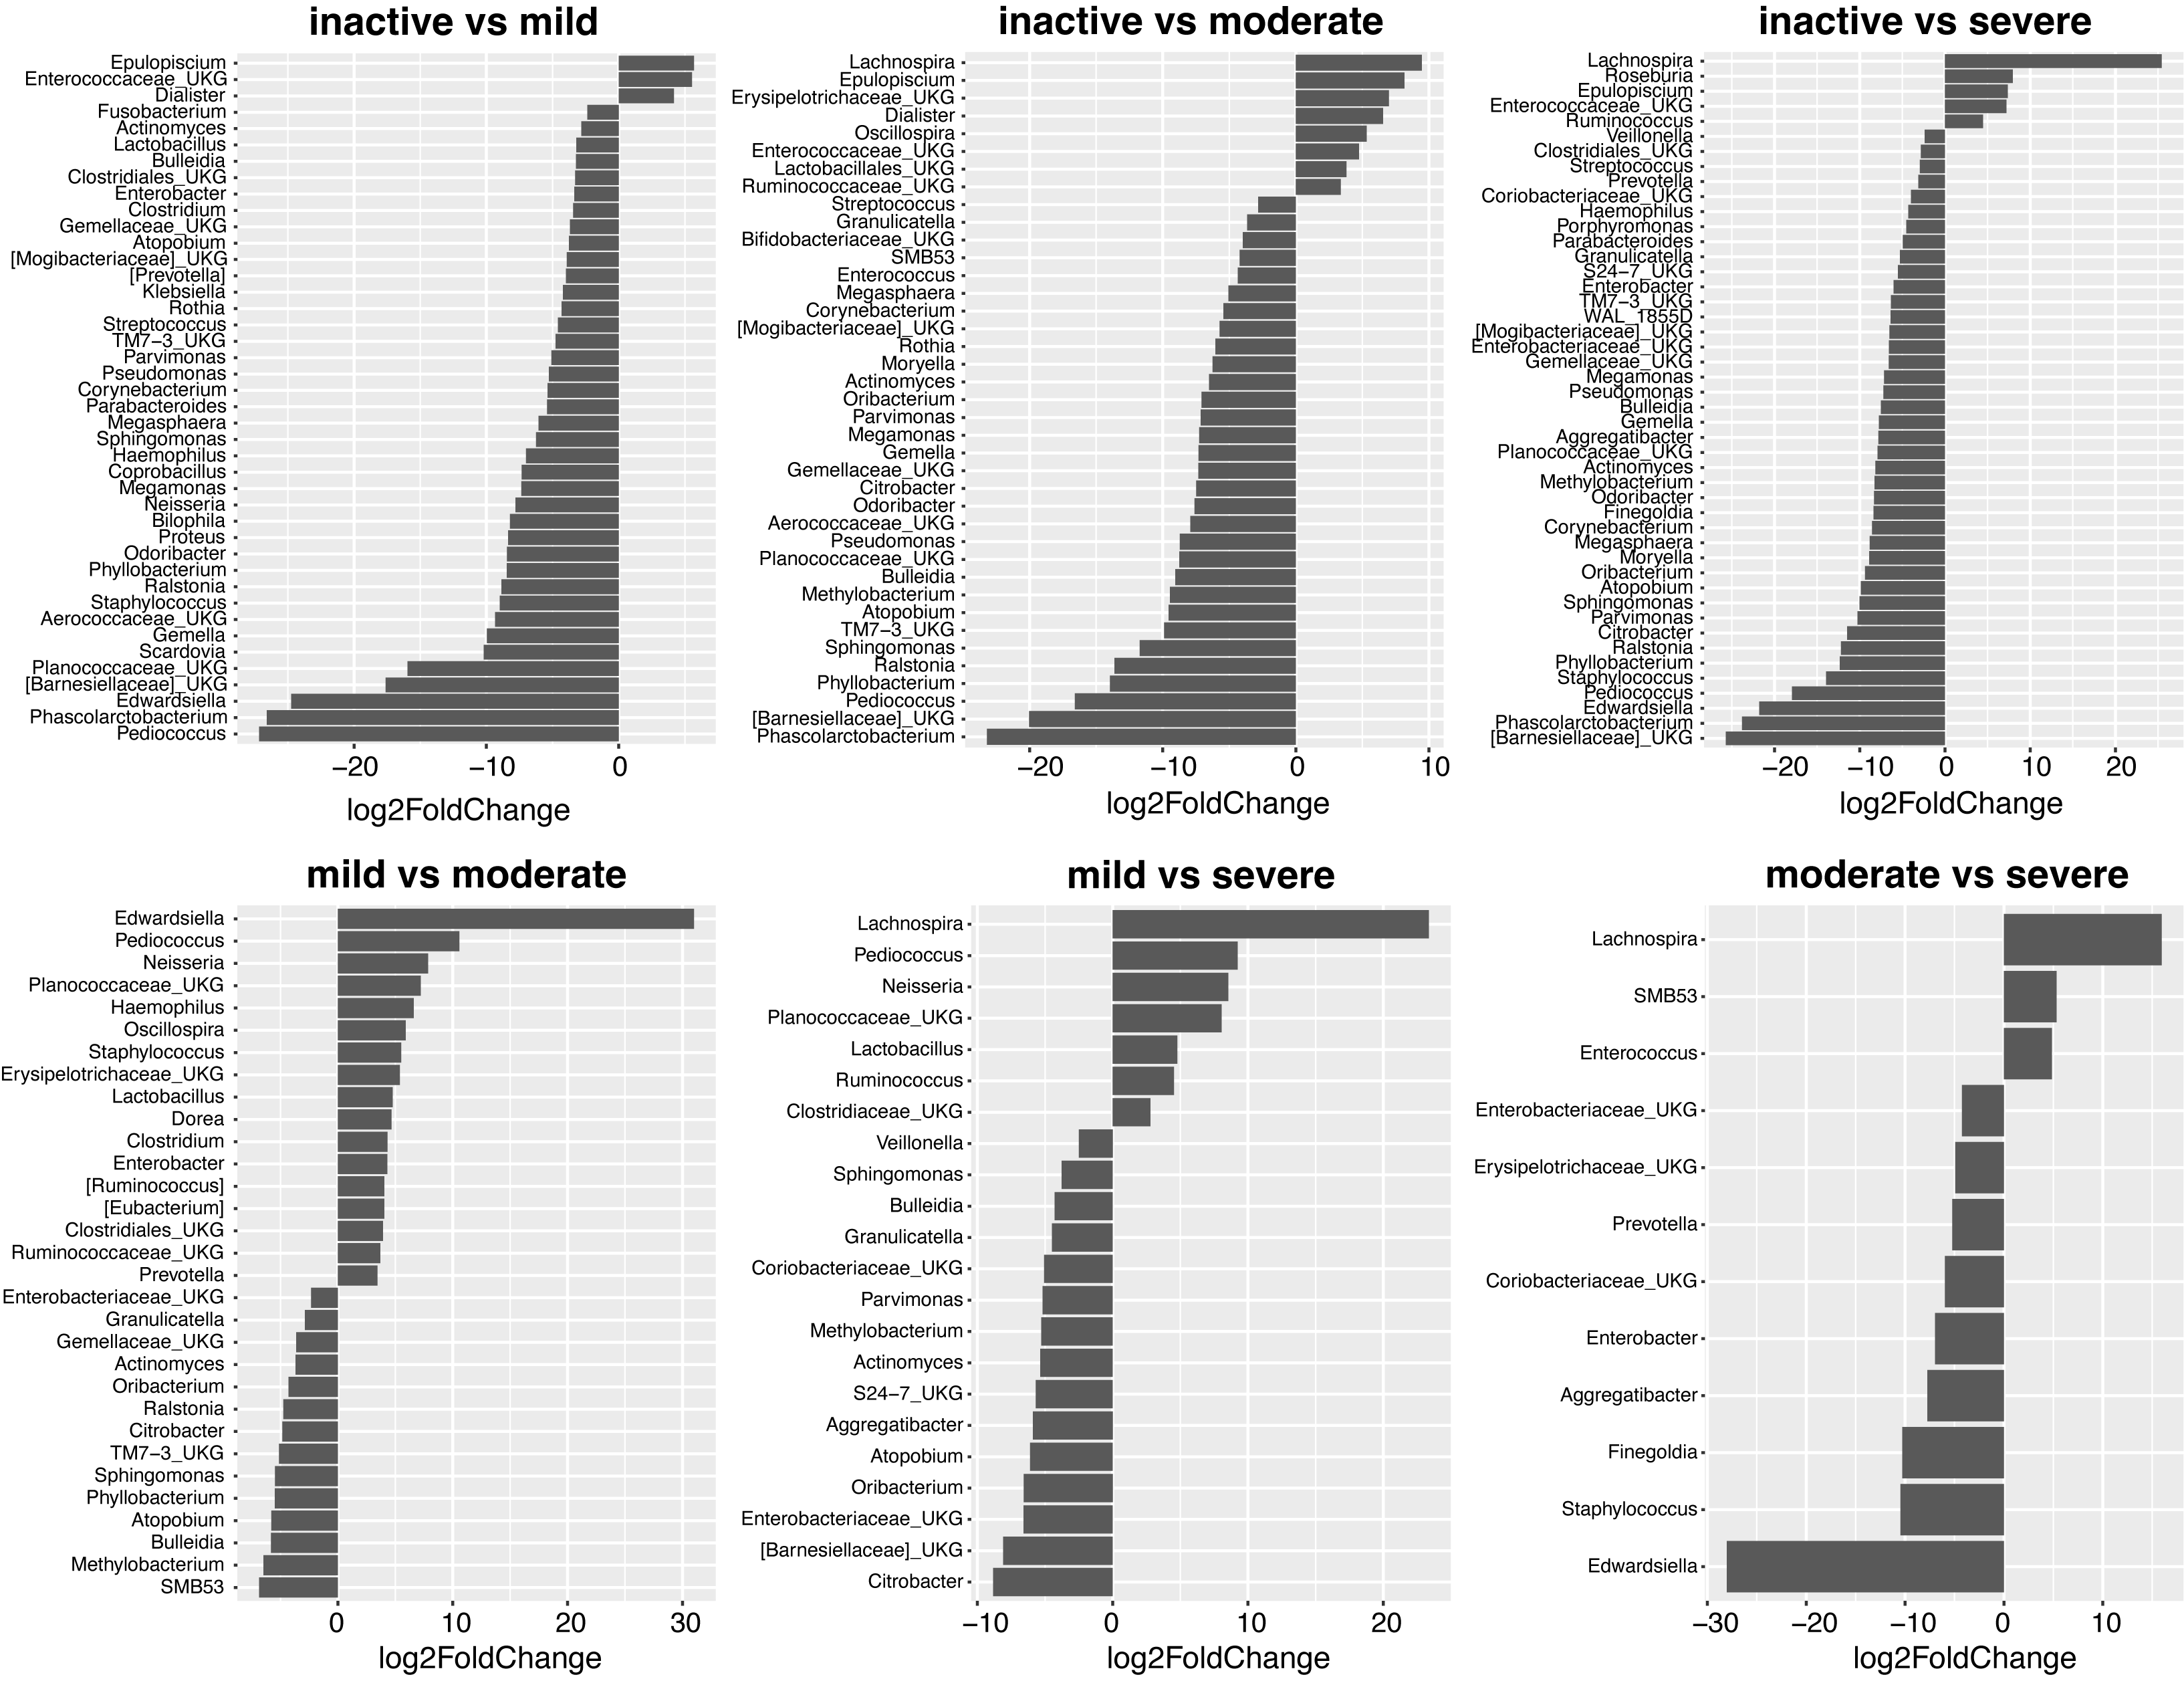 inactive vs mild
Epulopiscium
Enterococcaceae_UKG
Dialister
Fusobacterium
Actinomyces
Lactobacillus
Bulleidia
Clostridiales_UKG
Enterobacter
Clostridium
Gemellaceae_UKG
Atopobium
[Mogibacteriaceae]_UKG
[Prevotella]
Klebsiella
Rothia
Streptococcus
TM7−3_UKG
Parvimonas
Pseudomonas
Corynebacterium
Parabacteroides
Megasphaera
Sphingomonas
Haemophilus
Coprobacillus
Megamonas
Neisseria
Bilophila
Proteus
Odoribacter
Phyllobacterium
Ralstonia
Staphylococcus
Aerococcaceae_UKG
Gemella
Scardovia
Planococcaceae_UKG
[Barnesiellaceae]_UKG
Edwardsiella
Phascolarctobacterium
Pediococcus
−20 −10 0
log2FoldChange
inactive vs moderate
Lachnospira
Epulopiscium
Erysipelotrichaceae_UKG
Dialister
Oscillospira
Enterococcaceae_UKG
Lactobacillales_UKG
Ruminococcaceae_UKG
Streptococcus
Granulicatella
Bifidobacteriaceae_UKG
SMB53
Enterococcus
Megasphaera
Corynebacterium
[Mogibacteriaceae]_UKG
Rothia
Moryella
Actinomyces
Oribacterium
Parvimonas
Megamonas
Gemella
Gemellaceae_UKG
Citrobacter
Odoribacter
Aerococcaceae_UKG
Pseudomonas
Planococcaceae_UKG
Bulleidia
Methylobacterium
Atopobium
TM7−3_UKG
Sphingomonas
Ralstonia
Phyllobacterium
Pediococcus
[Barnesiellaceae]_UKG
Phascolarctobacterium
−20 −10 0 10
log2FoldChange
inactive vs severe
Lachnospira
Roseburia
Epulopiscium
Enterococcaceae_UKG
Ruminococcus
Veillonella
Clostridiales_UKG
Streptococcus
Prevotella
Coriobacteriaceae_UKG
Haemophilus
Porphyromonas
Parabacteroides
Granulicatella
S24−7_UKG
Enterobacter
TM7−3_UKG
WAL_1855D
[Mogibacteriaceae]_UKG
Enterobacteriaceae_UKG
Gemellaceae_UKG
Megamonas
Pseudomonas
Bulleidia
Gemella
Aggregatibacter
Planococcaceae_UKG
Actinomyces
Methylobacterium
Odoribacter
Finegoldia
Corynebacterium
Megasphaera
Moryella
Oribacterium
Atopobium
Sphingomonas
Parvimonas
Citrobacter
Ralstonia
Phyllobacterium
Staphylococcus
Pediococcus
Edwardsiella
Phascolarctobacterium
[Barnesiellaceae]_UKG
−20 −10 0 10 20
log2FoldChange
mild vs moderate
Edwardsiella
Pediococcus
Neisseria
Planococcaceae_UKG
Haemophilus
Oscillospira
Staphylococcus
Erysipelotrichaceae_UKG
Lactobacillus
Dorea
Clostridium
Enterobacter
[Ruminococcus]
[Eubacterium]
Clostridiales_UKG
Ruminococcaceae_UKG
Prevotella
Enterobacteriaceae_UKG
Granulicatella
Gemellaceae_UKG
Actinomyces
Oribacterium
Ralstonia
Citrobacter
TM7−3_UKG
Sphingomonas
Phyllobacterium
Atopobium
Bulleidia
Methylobacterium
SMB53
0 10 20 30
log2FoldChange
mild vs severe
Lachnospira
Pediococcus
Neisseria
Planococcaceae_UKG
Lactobacillus
Ruminococcus
Clostridiaceae_UKG
Veillonella
Sphingomonas
Bulleidia
Granulicatella
Coriobacteriaceae_UKG
Parvimonas
Methylobacterium
Actinomyces
S24−7_UKG
Aggregatibacter
Atopobium
Oribacterium
Enterobacteriaceae_UKG
[Barnesiellaceae]_UKG
Citrobacter
−10 0 10 20
log2FoldChange
moderate vs severe
Lachnospira
SMB53
Enterococcus
Enterobacteriaceae_UKG
Erysipelotrichaceae_UKG
Prevotella
Coriobacteriaceae_UKG
Enterobacter
Aggregatibacter
Finegoldia
Staphylococcus
Edwardsiella
−30 −20 −10 0 10
log2FoldChange